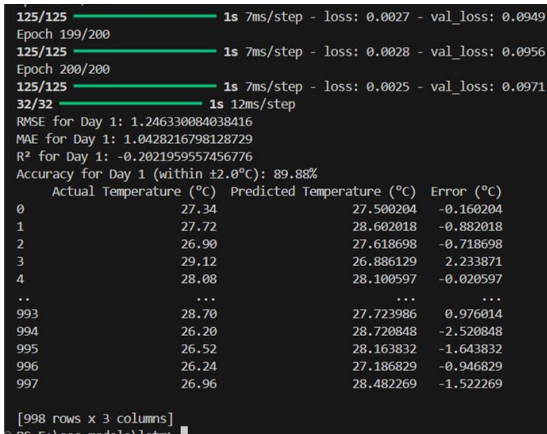 125/125 1s 7ms/step - loss: 0.0027 - val_loss: 0.0949
Epoch 199/200
125/125 1s 7ms/step - loss: 0.0028 - val_loss: 0.0956
Epoch 200/200
125/125 1s 7ms/step - loss: 0.0025 - val_loss: 0.0971
32/32 1s 12ms/step
RMSE for Day 1: 1.246330084038416
MAE for Day 1: 1.0428216798128729
R² for Day 1: -0.2021959557456776
Accuracy for Day 1 (within ±2.0°C): 89.88%
Actual Temperature (°C) Predicted Temperature (°C) Error (°C)
0 27.34 27.500204 -0.160204
1 27.72 28.602018 -0.882018
2 26.90 27.618698 -0.718698
3 29.12 26.886129 2.233871
4 28.08 28.100597 -0.020597
.. ... ... ...
993 28.70 27.723986 0.976014
994 26.20 28.720848 -2.520848
995 26.52 28.163832 -1.643832
996 26.24 27.186829 -0.946829
997 26.96 28.482269 -1.522269
[998 rows x 3 columns]